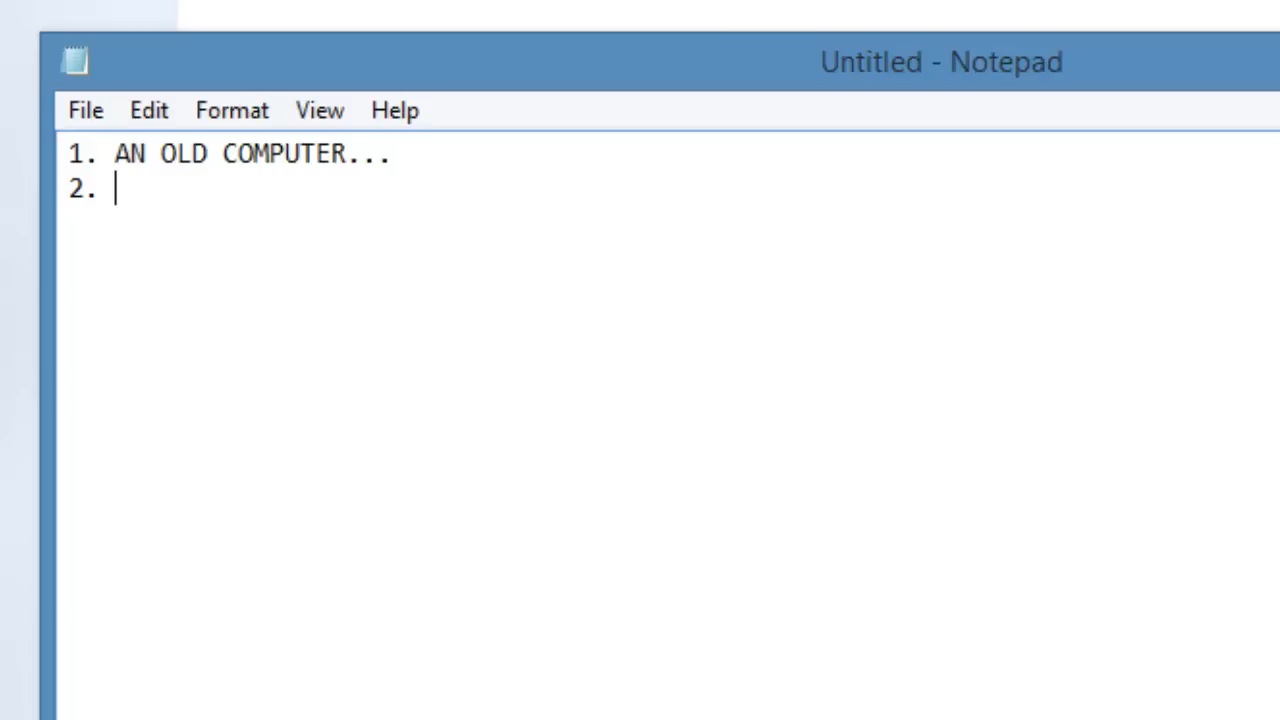 Untitled - Notepad
File Edit Format View Help
1. AN OLD COMPUTER...
2.